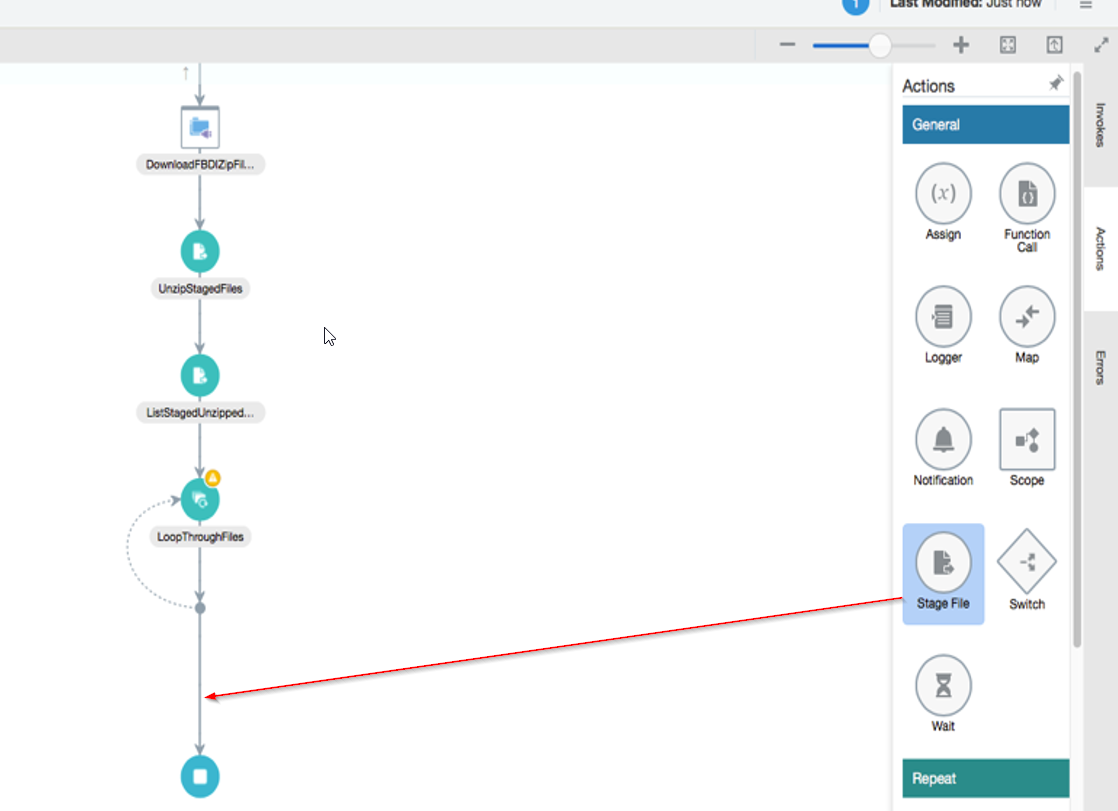 1
Last Modified: Just now
Actions
General
DownloadFBDIZipFil...
UnzipStagedFiles
ListStagedUnzipped...
LoopThroughFiles
(x)
Assign
Function
Call
Logger
Map
Notification
Scope
Stage File
Switch
Wait
Repeat
Invokes
Actions
Errors